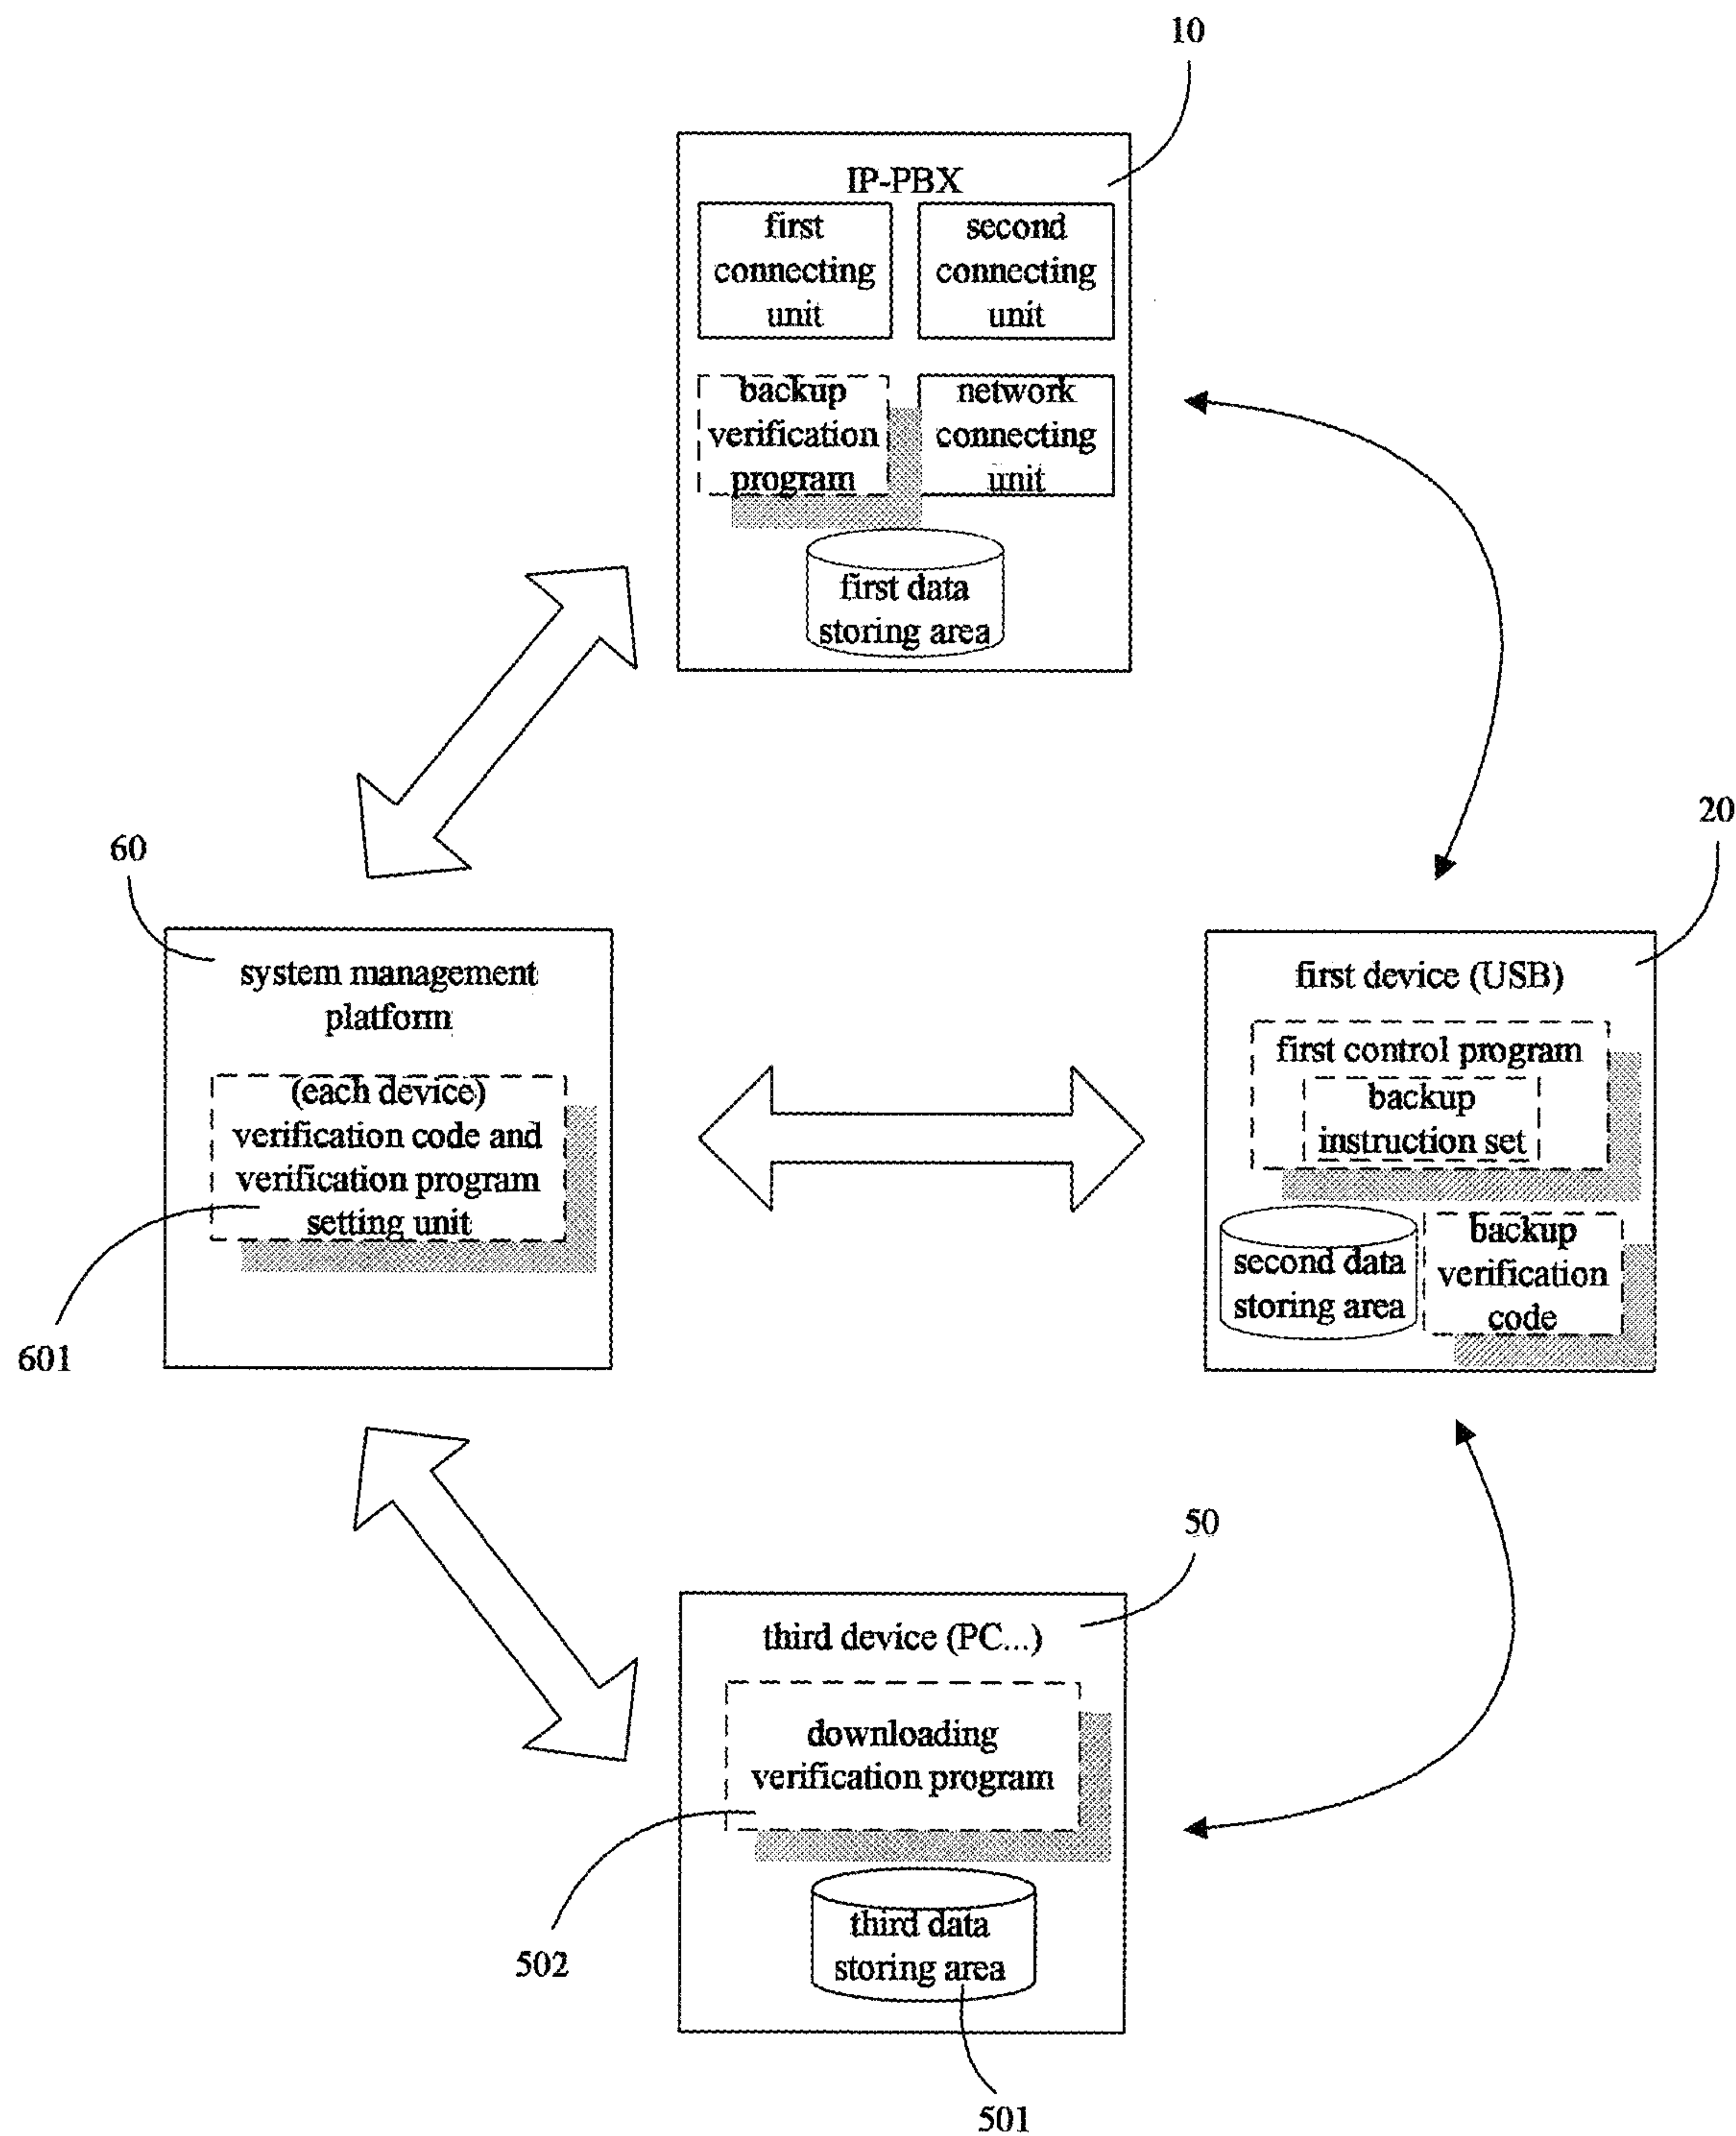 10
IP-PBX
first
connecting
unit
second
connecting
unit
backup
verification
program
network
connecting
unit
first data
storing area
60
system management
platform
(each device)
verification code and
verification program
setting unit
601
20
first device (USB)
first control program
backup
instruction set
second data
storing area
backup
verification
code
50
third device (PC...)
downloading
verification program
502
third data
storing area
501